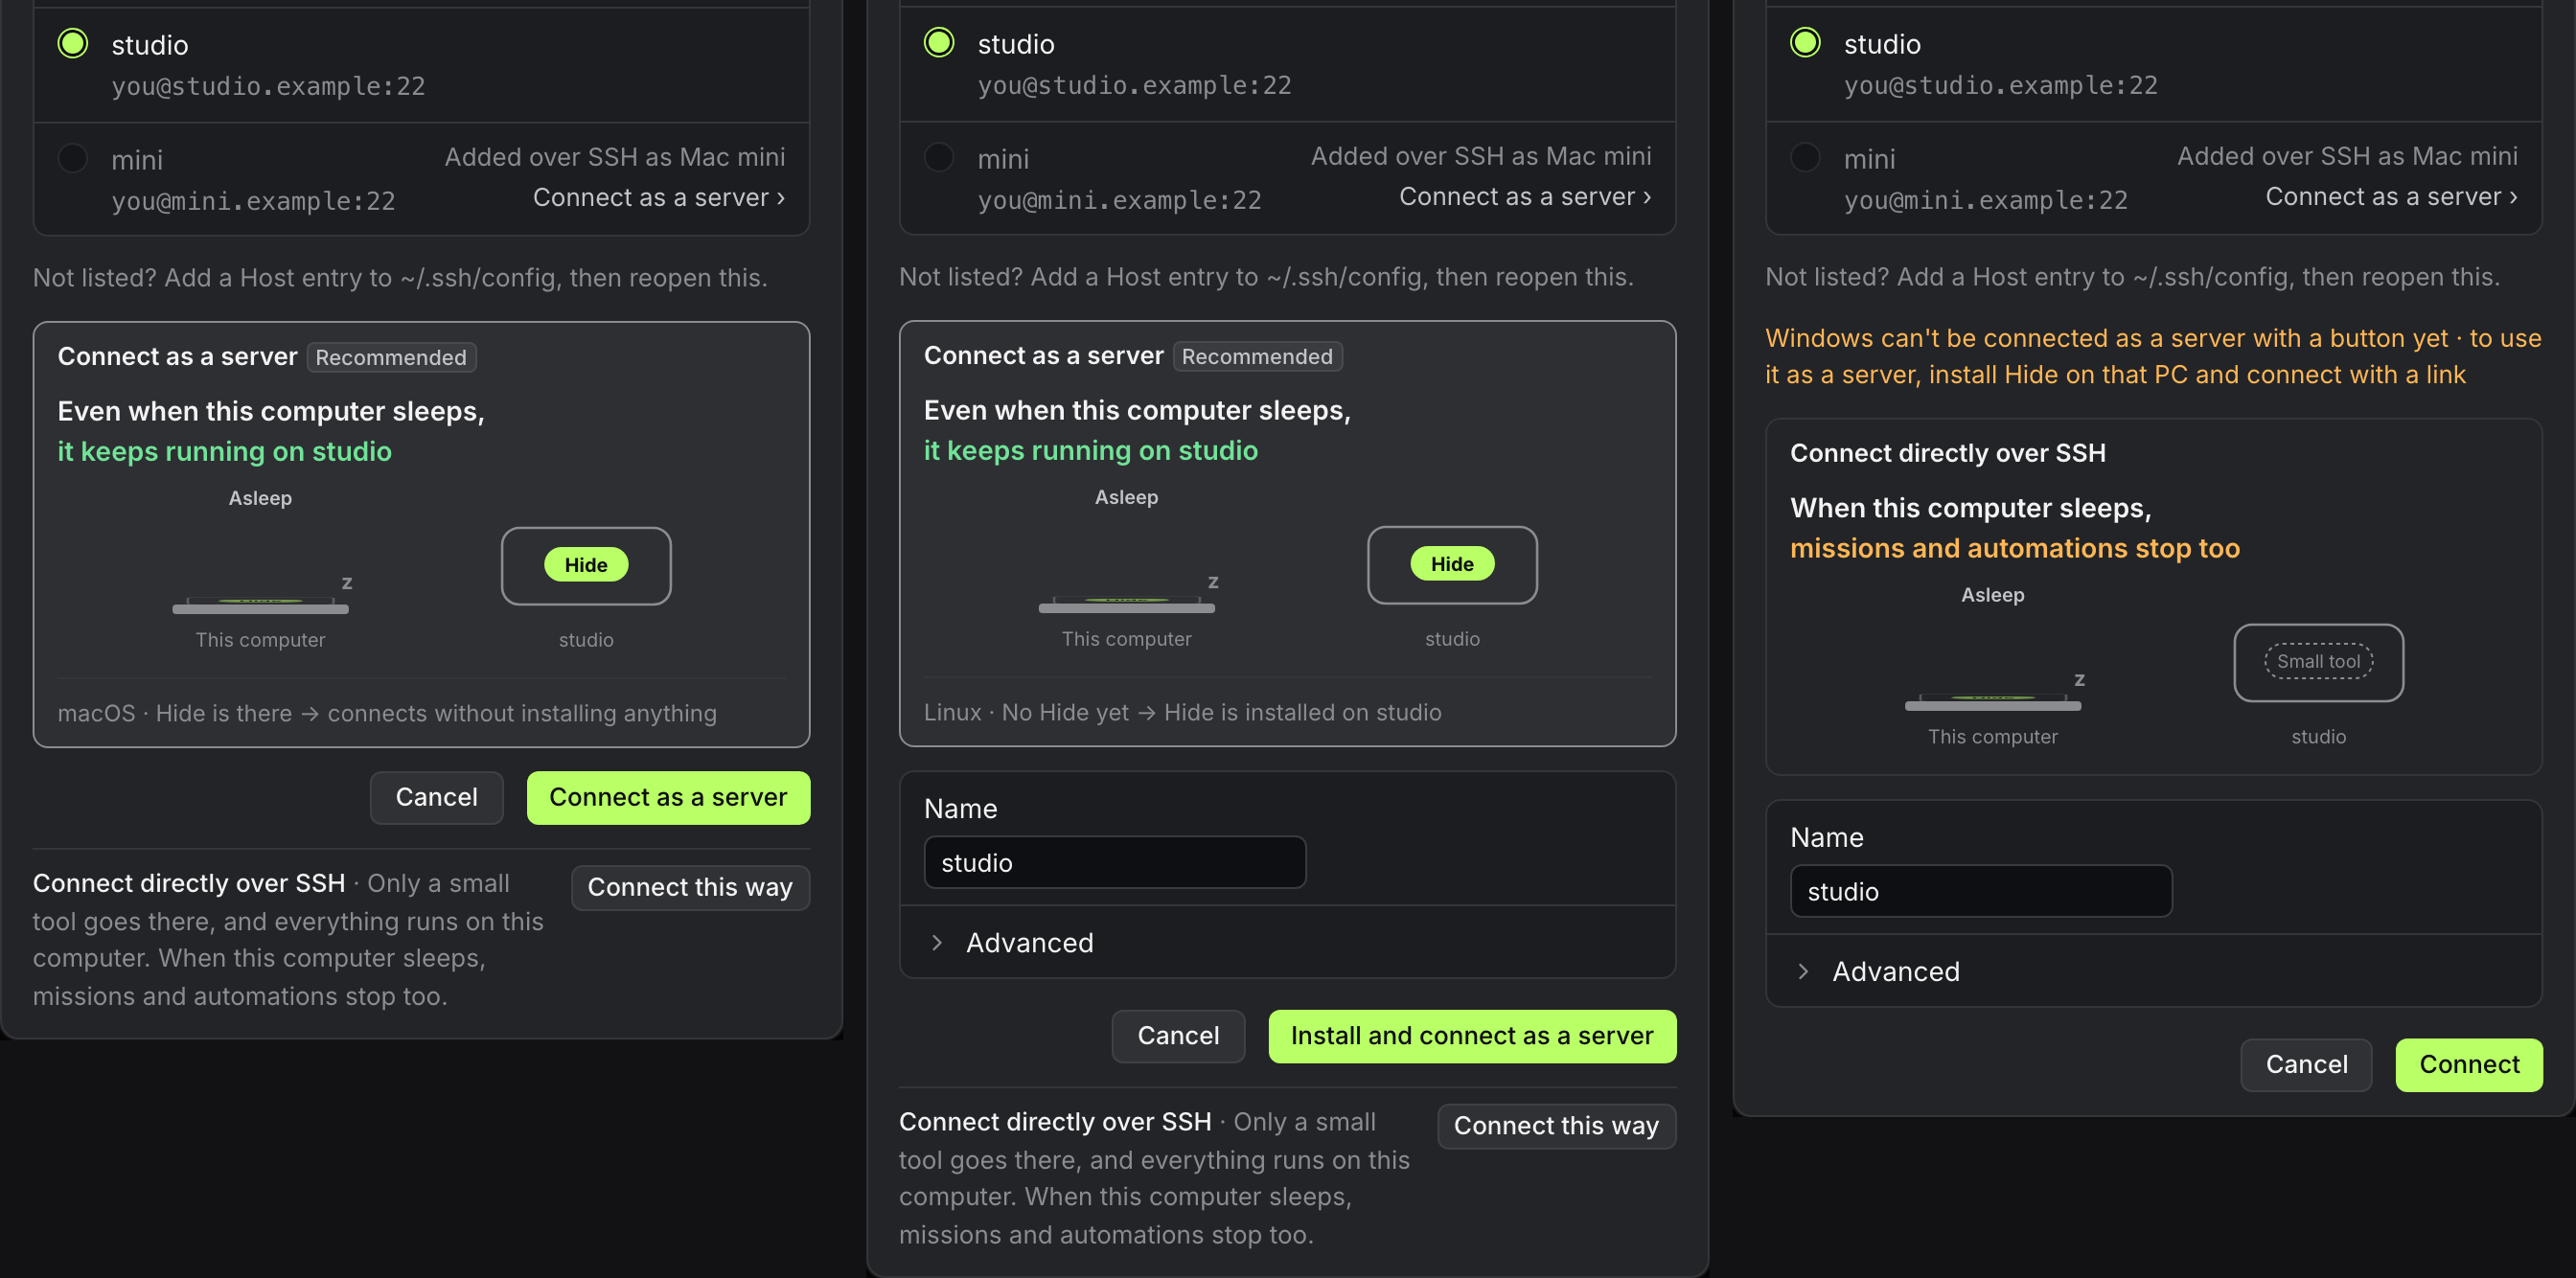 studio
you@studio.example:22
mini
Added over SSH as Mac mini
you@mini.example:22
Connect as a server ›
Not listed? Add a Host entry to ~/.ssh/config, then reopen this.
Connect as a server Recommended
Even when this computer sleeps,
it keeps running on studio
Asleep
Hide
z
This computer
studio
macOS · Hide is there → connects without installing anything
Cancel
Connect as a server
Connect directly over SSH · Only a small
tool goes there, and everything runs on this
computer. When this computer sleeps,
missions and automations stop too.
Connect this way
studio
you@studio.example:22
mini
Added over SSH as Mac mini
you@mini.example:22
Connect as a server ›
Not listed? Add a Host entry to ~/.ssh/config, then reopen this.
Connect as a server Recommended
Even when this computer sleeps,
it keeps running on studio
Asleep
Hide
z
This computer
studio
Linux · No Hide yet → Hide is installed on studio
Name
studio
Advanced
Cancel
Install and connect as a server
Connect directly over SSH · Only a small
tool goes there, and everything runs on this
computer. When this computer sleeps,
missions and automations stop too.
Connect this way
studio
you@studio.example:22
mini
Added over SSH as Mac mini
you@mini.example:22
Connect as a server ›
Not listed? Add a Host entry to ~/.ssh/config, then reopen this.
Windows can't be connected as a server with a button yet · to use
it as a server, install Hide on that PC and connect with a link
Connect directly over SSH
When this computer sleeps,
missions and automations stop too
Asleep
Small tool
z
This computer
studio
Name
studio
Advanced
Cancel
Connect